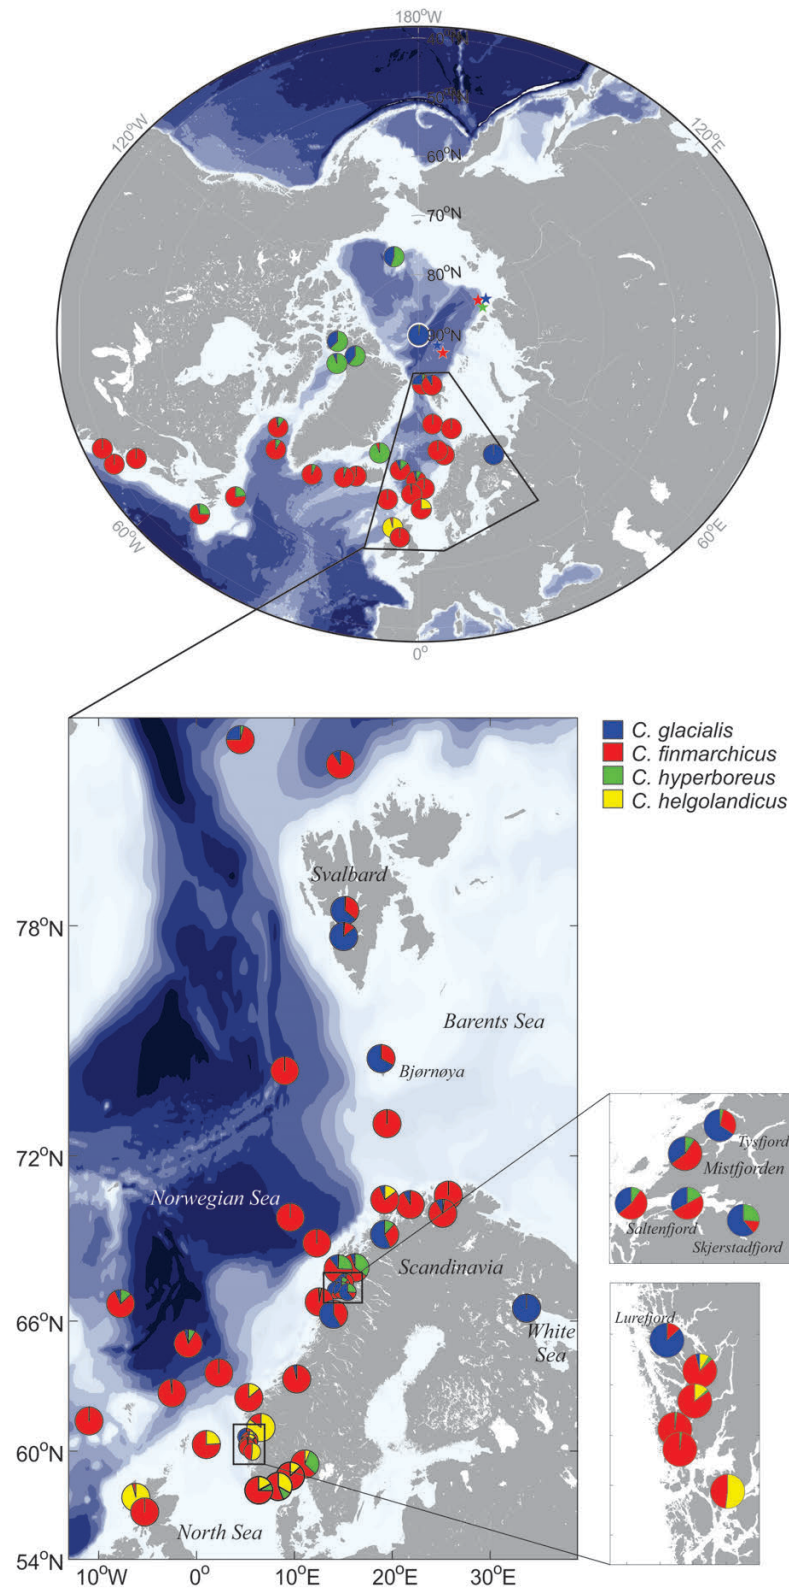 180°W
120°W
120°E
60°N
70°N
80°N
90°N
60°W
60°E
0°
C. glacialis
C. finmarchicus
C. hyperboreus
C. helgolandicus
Svalbard
78°N
Barents Sea
Bjørnøya
72°N
Norwegian Sea
Scandinavia
66°N
White
Sea
60°N
North Sea
54°N
10°W
0°
10°E
20°E
30°E
Tysfjord
Mistfjorden
Saltenfjord
Skjerstadfjord
Lurefjord